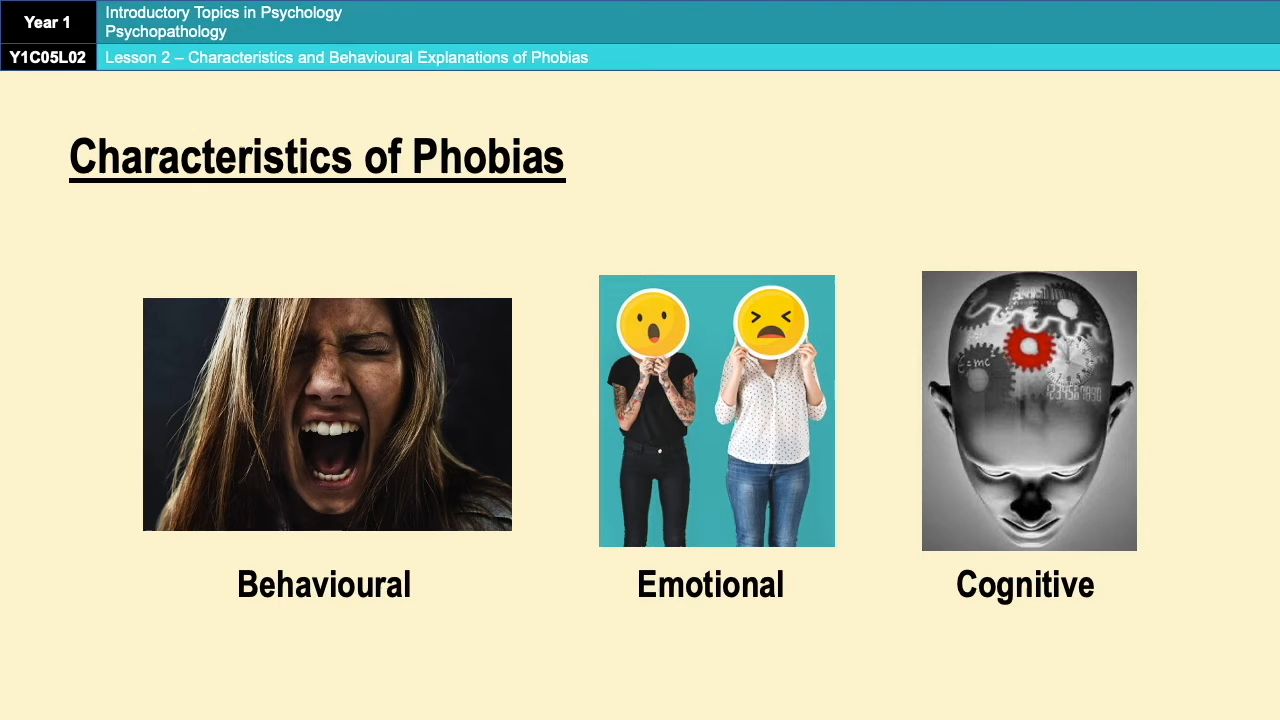 Year 1
Introductory Topics in Psychology
Psychopathology
Y1C05L02
Lesson 2 – Characteristics and Behavioural Explanations of Phobias
Characteristics of Phobias
E=mc²
Behavioural
Emotional
Cognitive